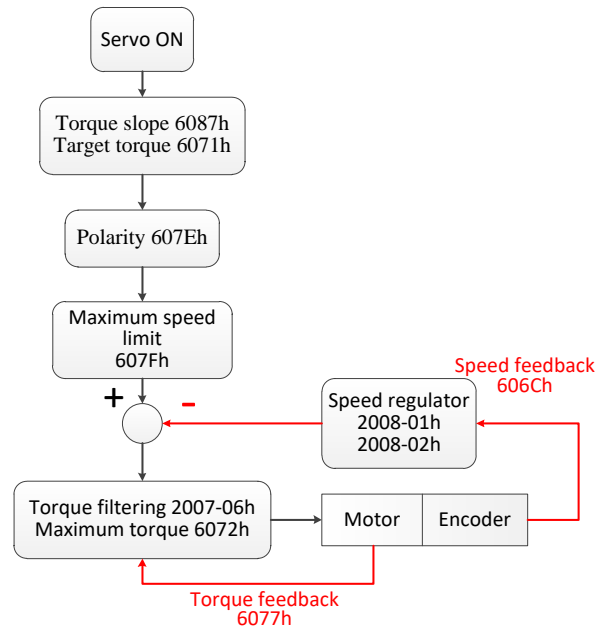 Servo ON
Torque slope 6087h
Target torque 6071h
Polarity 607Eh
Maximum speed
limit
607Fh
+
-
Speed feedback
606Ch
Speed regulator
2008-01h
2008-02h
Torque filtering 2007-06h
Maximum torque 6072h
Motor
Encoder
Torque feedback
6077h